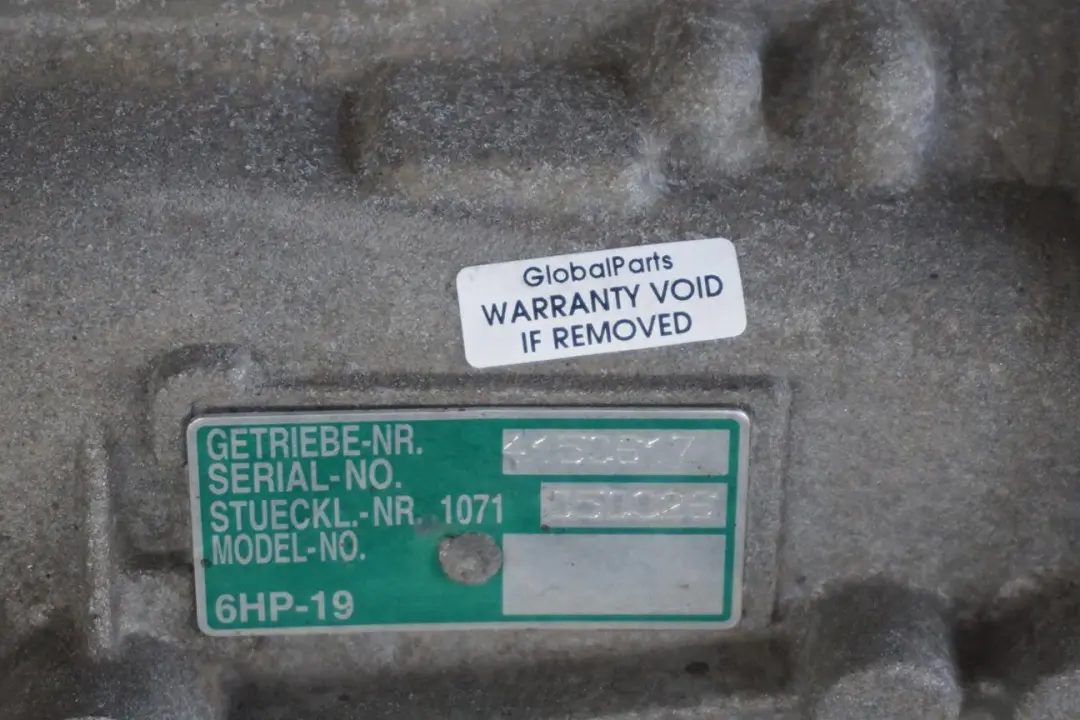 GlobalParts
WARRANTY VOID
IF REMOVED
GETRIEBE-NR.
SERIAL-NO.
STUECKL.-NR. 1071
MODEL-NO.
6HP-19